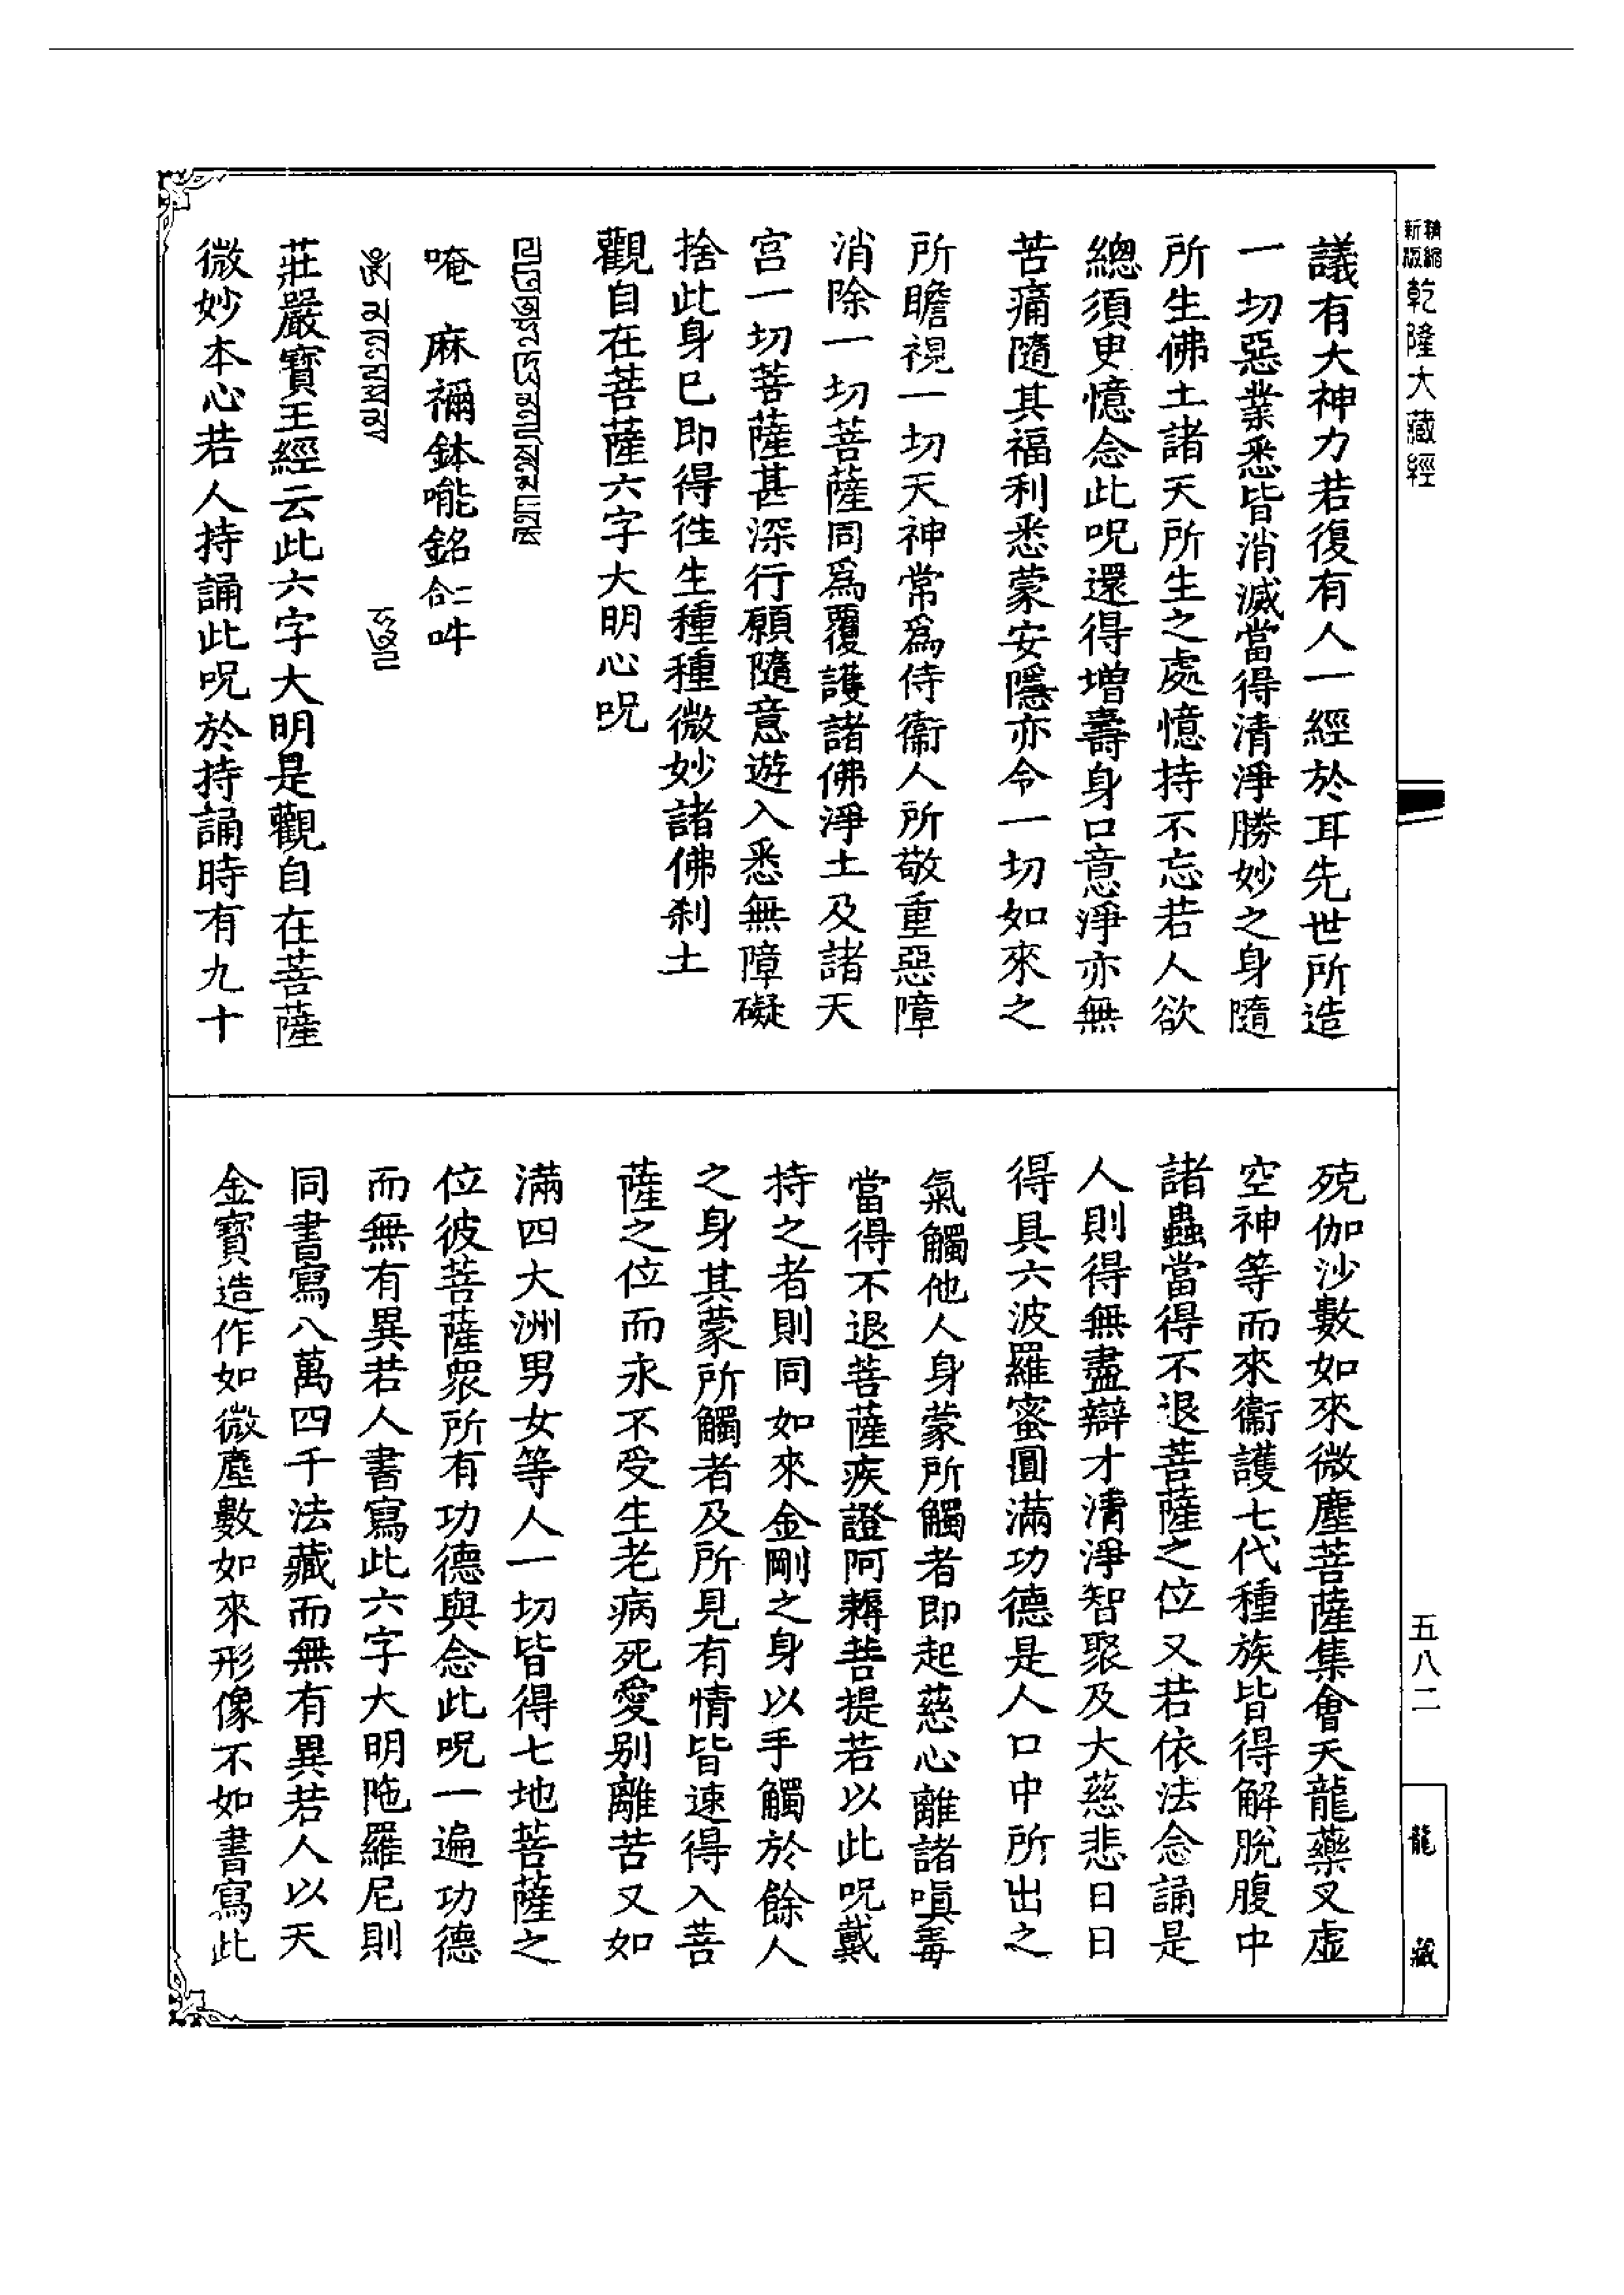 精縮新版乾隆大藏經
議有大神力若復有人一經於耳先世所造
一切惡業悉皆消滅當得清淨勝妙之身隨
所生佛土諸天所生之處憶持不忘若人欲
總須叓憶念此呪還得增壽身口意淨亦無
苦痛隨其福利悉蒙安隱亦令一切如來之
所瞻視一切天神常爲侍衞人所敬重惡障
消除一切菩薩同爲覆護諸佛淨土及諸天
宫一切菩薩甚深行願隨意遊入悉無障礙
捨此身已即得徃生種種微妙諸佛刹土
觀自在菩薩六字大明心呪
唵 麻禰鉢㘄銘合二吽
莊嚴寶王經云此六字大明是觀自在菩薩
微妙本心若人持誦此呪於持誦時有九十
殑伽沙數如來微塵菩薩集會天龍藥叉虛
空神等而來衞護七代種族皆得解脫腹中
諸蟲當得不退菩薩之位又若依法念誦是
人則得無盡辯才清淨智聚及大慈悲日日
得具六波羅蜜圓滿功德是人口中所出之
氣觸他人身蒙所觸者即起慈心離諸嗔毒
當得不退菩薩疾證阿耨菩提若以此呪戴
持之者則同如來金剛之身以手觸於餘人
之身其蒙所觸者及所見有情皆速得入菩
薩之位而永不受生老病死愛别離苦又如
滿四大洲男女等人一切皆得七地菩薩之
位彼菩薩衆所有功德與念此呪一遍功德
而無有異若人書寫此六字大明陁羅尼則
同書寫八萬四千法藏而無有異若人以天
金寶造作如微塵數如來形像不如書寫此
五八二
龍藏